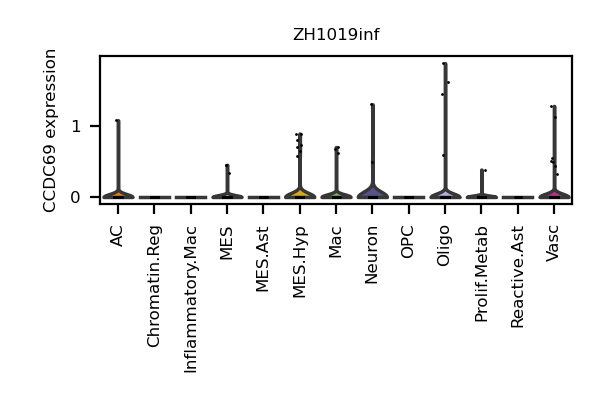 ZH1019inf
CCDC69 expression
1
0
AC
Chromatin.Reg
Inflammatory.Mac
MES
MES.Ast
MES.Hyp
Mac
Neuron
OPC
Oligo
Prolif.Metab
Reactive.Ast
Vasc